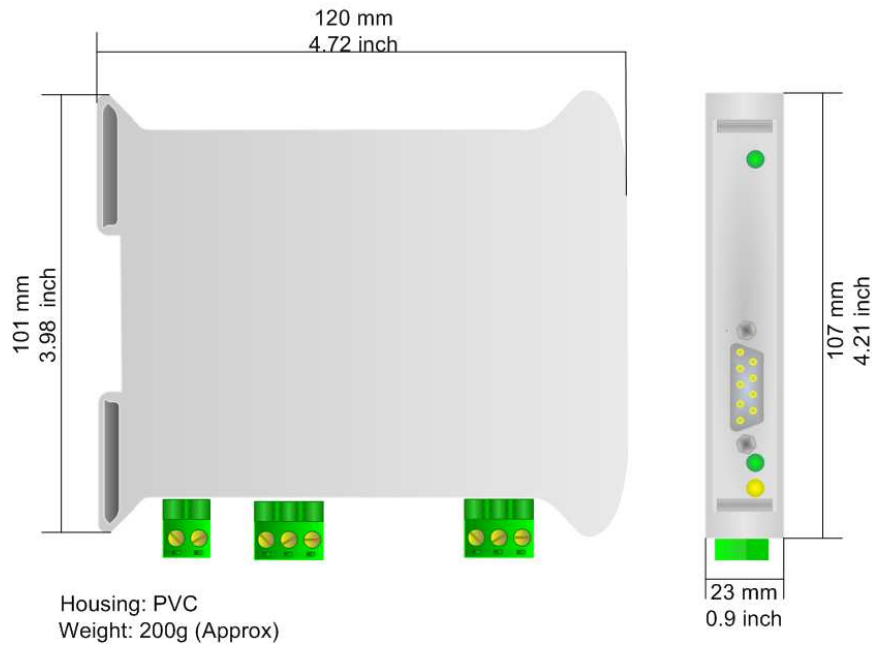 120 mm
4.72 inch
101 mm
3.98 inch
107 mm
4.21 inch
23 mm
0.9 inch
Housing: PVC
Weight: 200g (Approx)